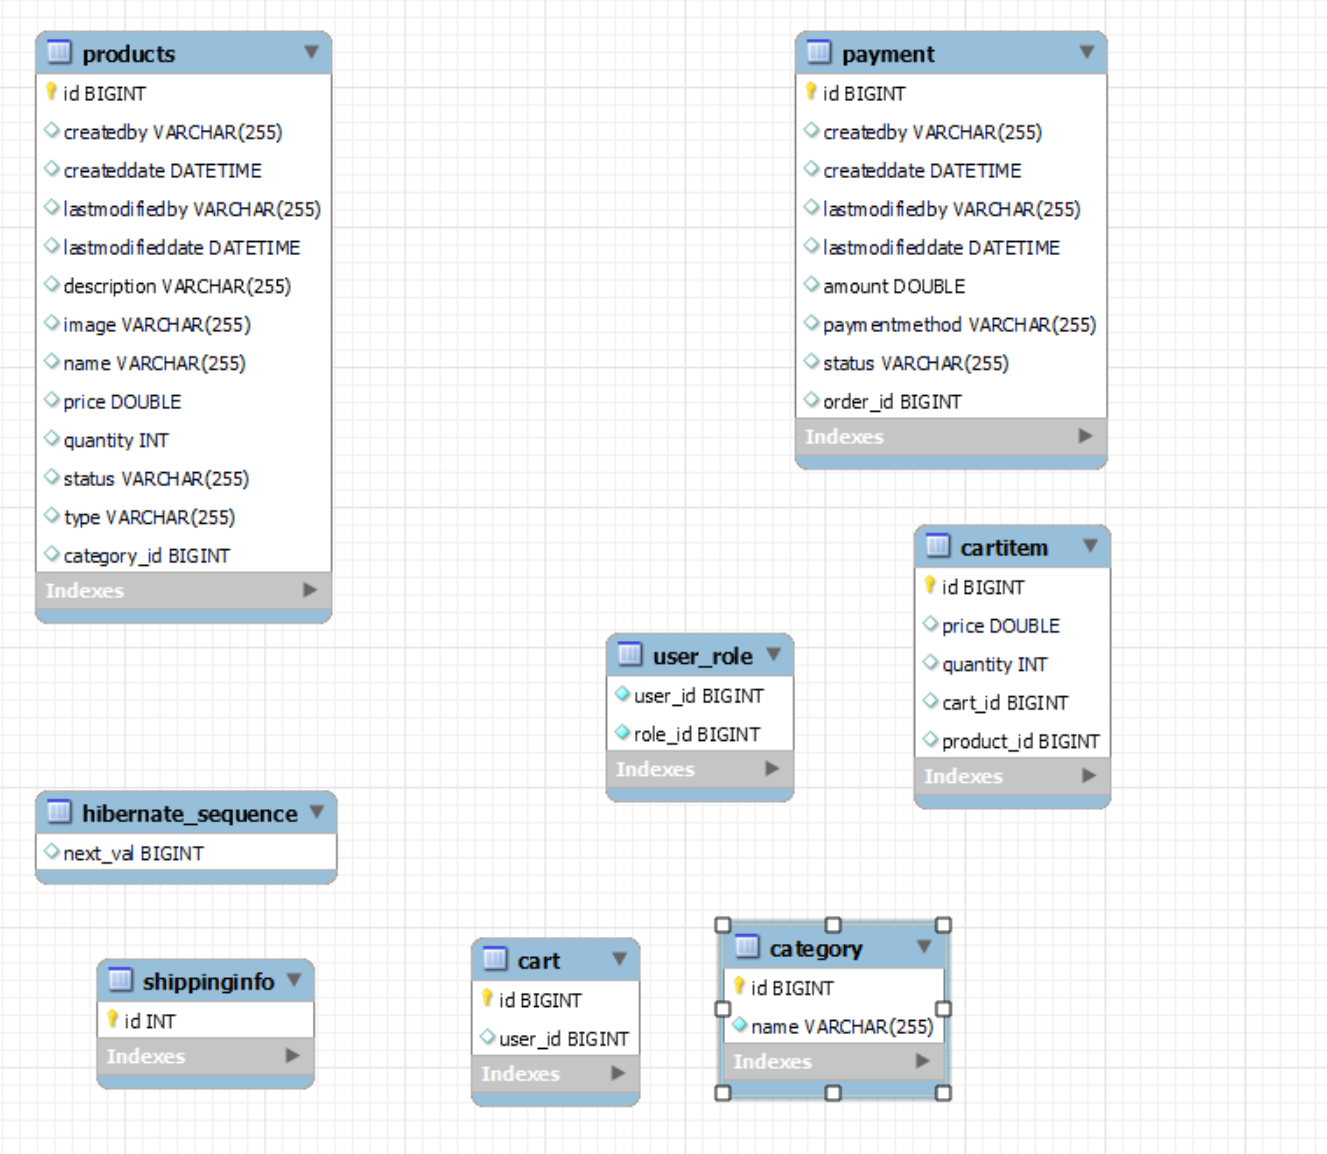 products
id BIGINT
createdby VARCHAR(255)
createddate DATETIME
lastmodifiedby VARCHAR(255)
lastmodifieddate DATETIME
description VARCHAR(255)
image VARCHAR(255)
name VARCHAR(255)
price DOUBLE
quantity INT
status VARCHAR(255)
type VARCHAR(255)
category_id BIGINT
Indexes
payment
id BIGINT
createdby VARCHAR(255)
createddate DATETIME
lastmodifiedby VARCHAR(255)
lastmodifieddate DATETIME
amount DOUBLE
paymentmethod VARCHAR(255)
status VARCHAR(255)
order_id BIGINT
Indexes
cartitem
id BIGINT
price DOUBLE
quantity INT
cart_id BIGINT
product_id BIGINT
Indexes
user_role
user_id BIGINT
role_id BIGINT
Indexes
hibernate_sequence
next_val BIGINT
shippinginfo
id INT
Indexes
cart
id BIGINT
user_id BIGINT
Indexes
category
id BIGINT
name VARCHAR(255)
Indexes